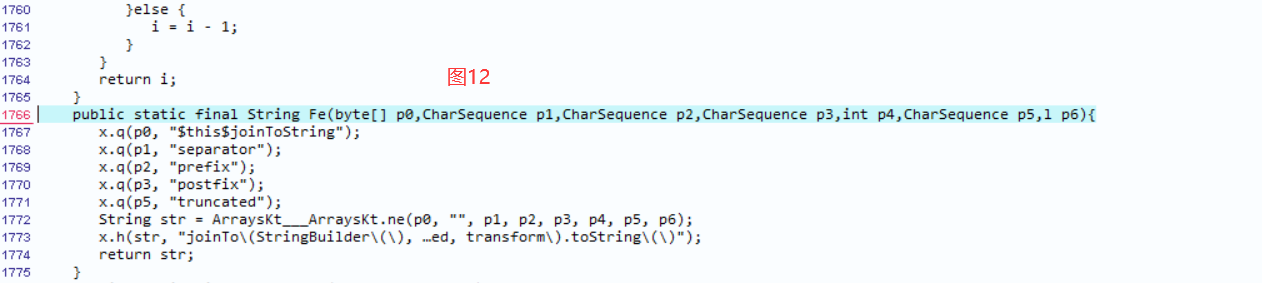 1760 }else {
1761 i = i - 1;
1762 }
1763 }
1764 return i;
图12
1765 }
1766 public static final String Fe(byte[] p0,CharSequence p1,CharSequence p2,CharSequence p3,int p4,CharSequence p5,l p6){
1767 x.q(p0, "$this$joinToString");
1768 x.q(p1, "separator");
1769 x.q(p2, "prefix");
1770 x.q(p3, "postfix");
1771 x.q(p5, "truncated");
1772 String str = ArraysKt___ArraysKt.ne(p0, "", p1, p2, p3, p4, p5, p6);
1773 x.h(str, "joinTo\(StringBuilder\(\), …ed, transform\).toString\(\)");
1774 return str;
1775 }